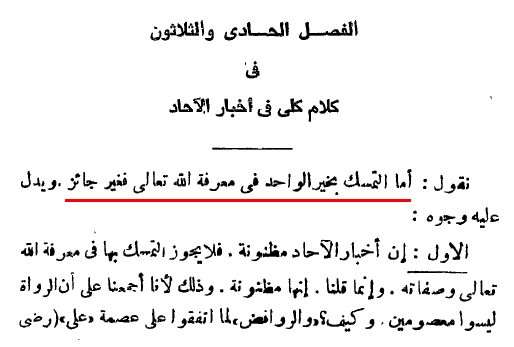 الفصل الحادى والثلاثون
فى
كلام كلى فى أخبار الآحاد
نقول : أما التمسك بخبر الواحد فى معرفة الله تعالى فغير جائز . ويدل
عليه وجوه :
الاول : إن أخبار الآحاد مظنونة . فلا يجوز التمسك بها فى معرفة الله
تعالى وصفاته . وإنما قلنا . إنها مظنونة . وذلك لأنا أجمعنا على أن الرواة
ليسوا معصومين . وكيف؟ «والروافض» لما اتفقوا على عصمة «على» (رضى